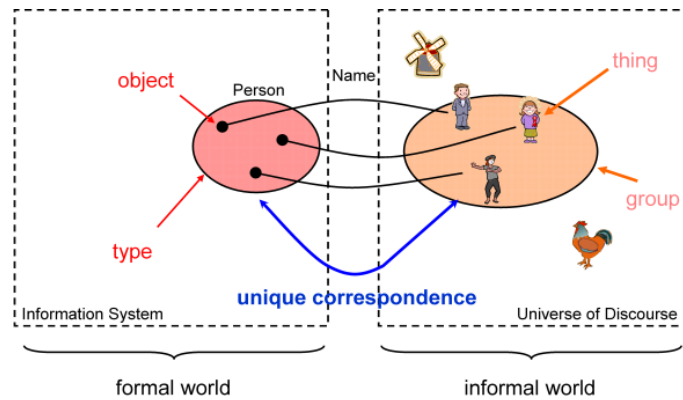 Name
thing
object
Person
group
type
unique correspondence
Information System
Universe of Discourse
formal world
informal world